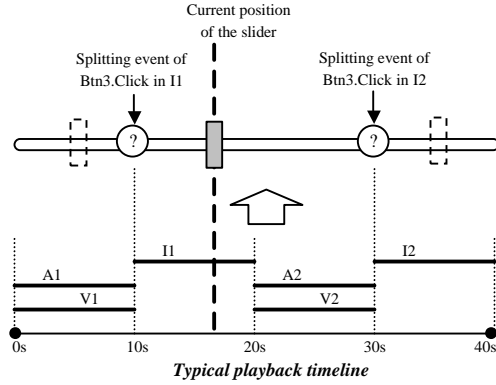 Current position
of the slider
Splitting event of
Btn3.Click in I1
Splitting event of
Btn3.Click in I2
?
?
I1
I2
A1
A2
V1
V2
0s
10s
20s
30s
40s
Typical playback timeline